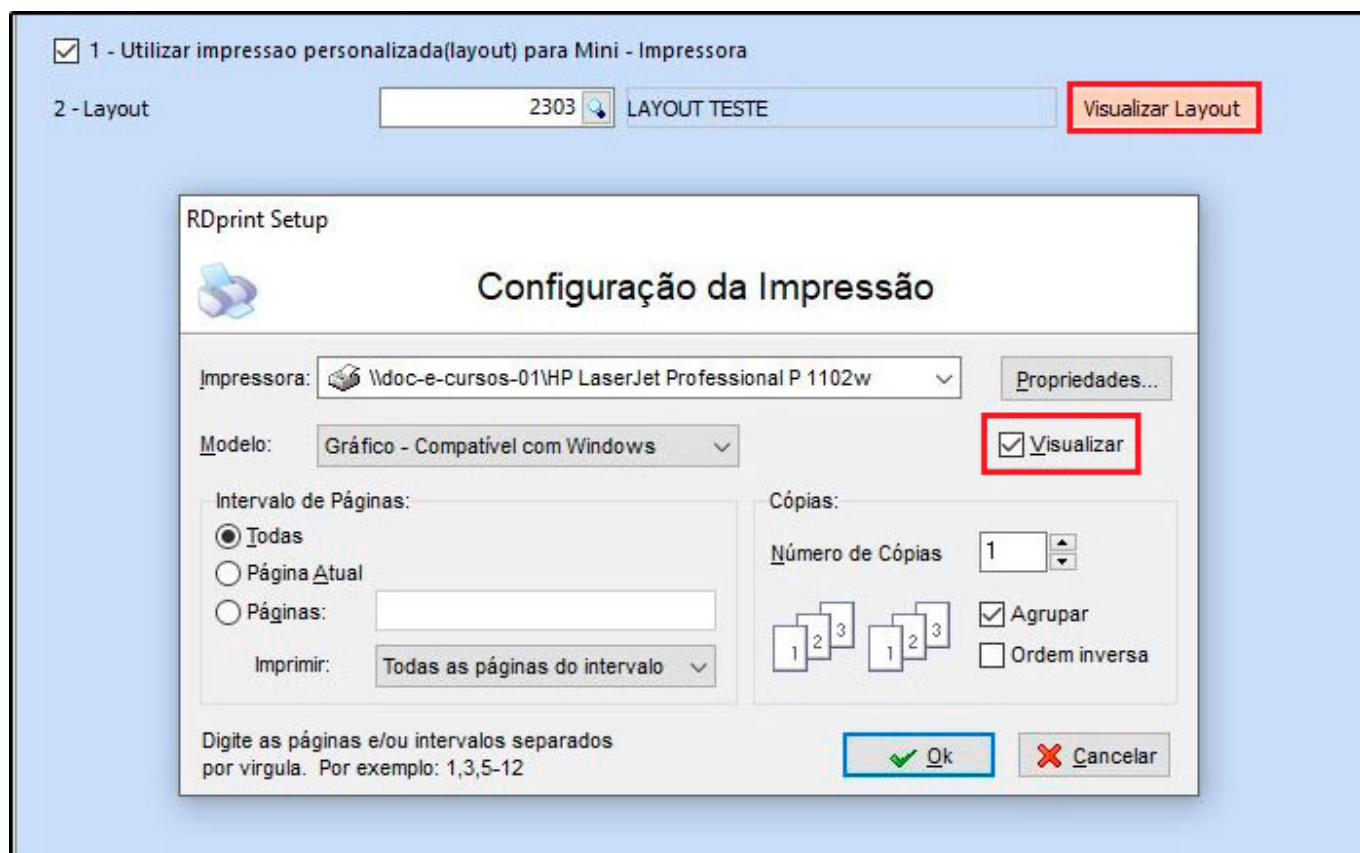 1 - Utilizar impressao personalizada(layout) para Mini - Impressora
2 - Layout 2303 LAYOUT TESTE Visualizar Layout
RDprint Setup
Configuração da Impressão
Impressora: \\doc-e-cursos-01\HP LaserJet Professional P 1102w Propriedades...
Modelo: Gráfico - Compatível com Windows Visualizar
Intervalo de Páginas: Cópias:
Todas
Número de Cópias 1
Página Atual
Páginas:
1 2 3 1 2 3
Agrupar
Imprimir: Todas as páginas do intervalo Ordem inversa
Digite as páginas e/ou intervalos separados
por virgula. Por exemplo: 1,3,5-12
Ok Cancelar